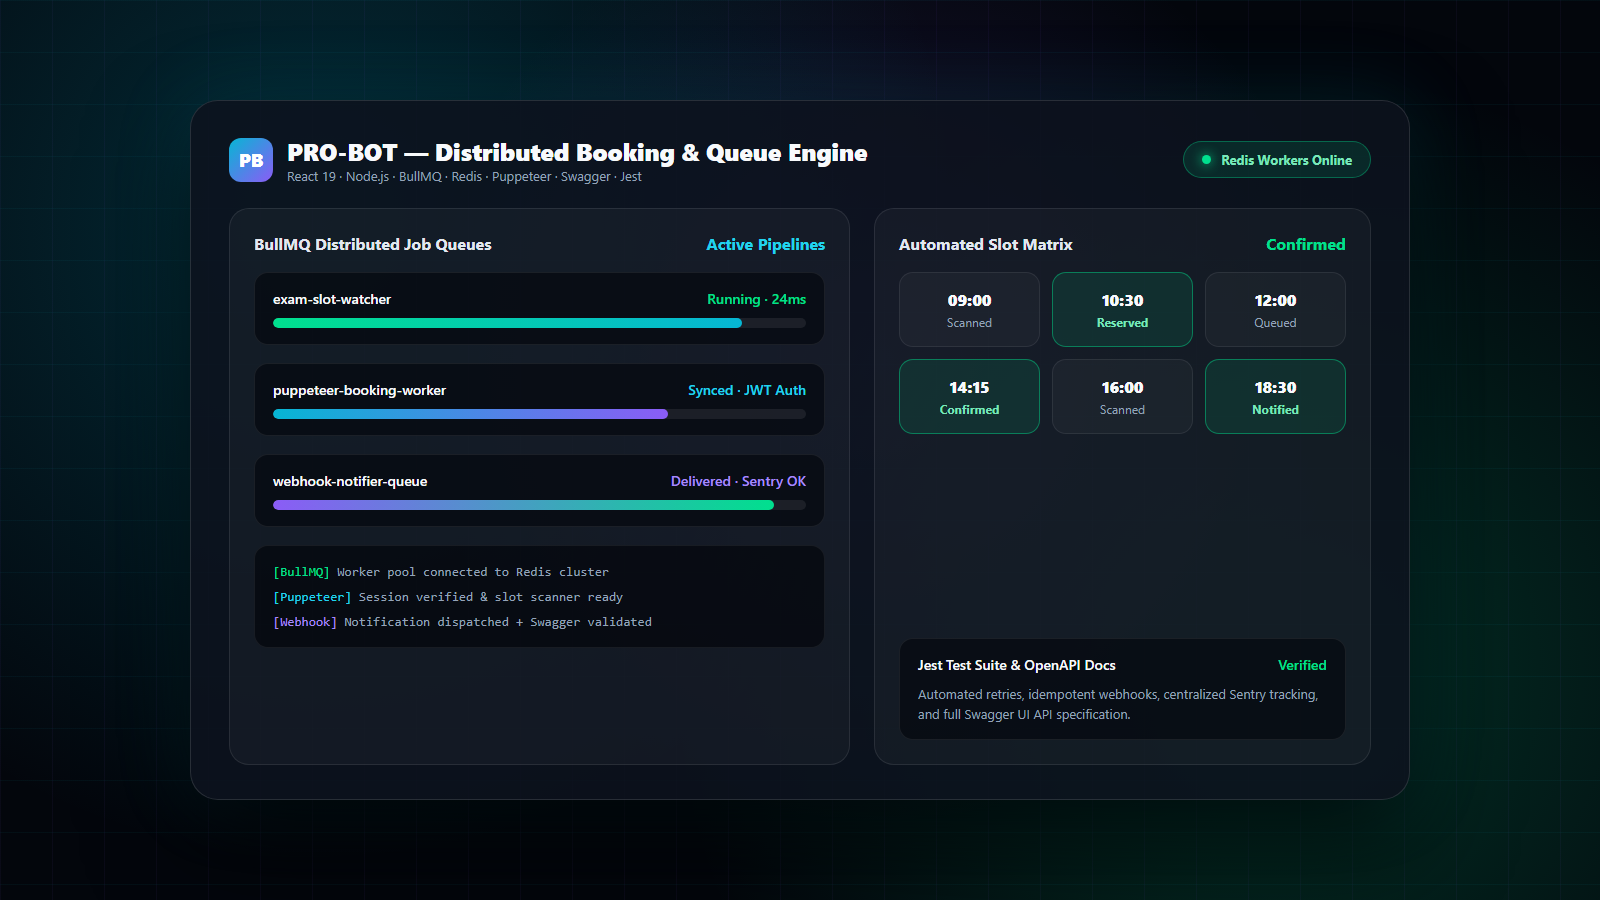 PB
PRO-BOT — Distributed Booking & Queue Engine
React 19 · Node.js · BullMQ · Redis · Puppeteer · Swagger · Jest
Redis Workers Online
BullMQ Distributed Job Queues
Active Pipelines
exam-slot-watcher
Running · 24ms
puppeteer-booking-worker
Synced · JWT Auth
webhook-notifier-queue
Delivered · Sentry OK
[BullMQ] Worker pool connected to Redis cluster
[Puppeteer] Session verified & slot scanner ready
[Webhook] Notification dispatched + Swagger validated
Automated Slot Matrix
Confirmed
09:00
Scanned
10:30
Reserved
12:00
Queued
14:15
Confirmed
16:00
Scanned
18:30
Notified
Jest Test Suite & OpenAPI Docs
Verified
Automated retries, idempotent webhooks, centralized Sentry tracking,
and full Swagger UI API specification.